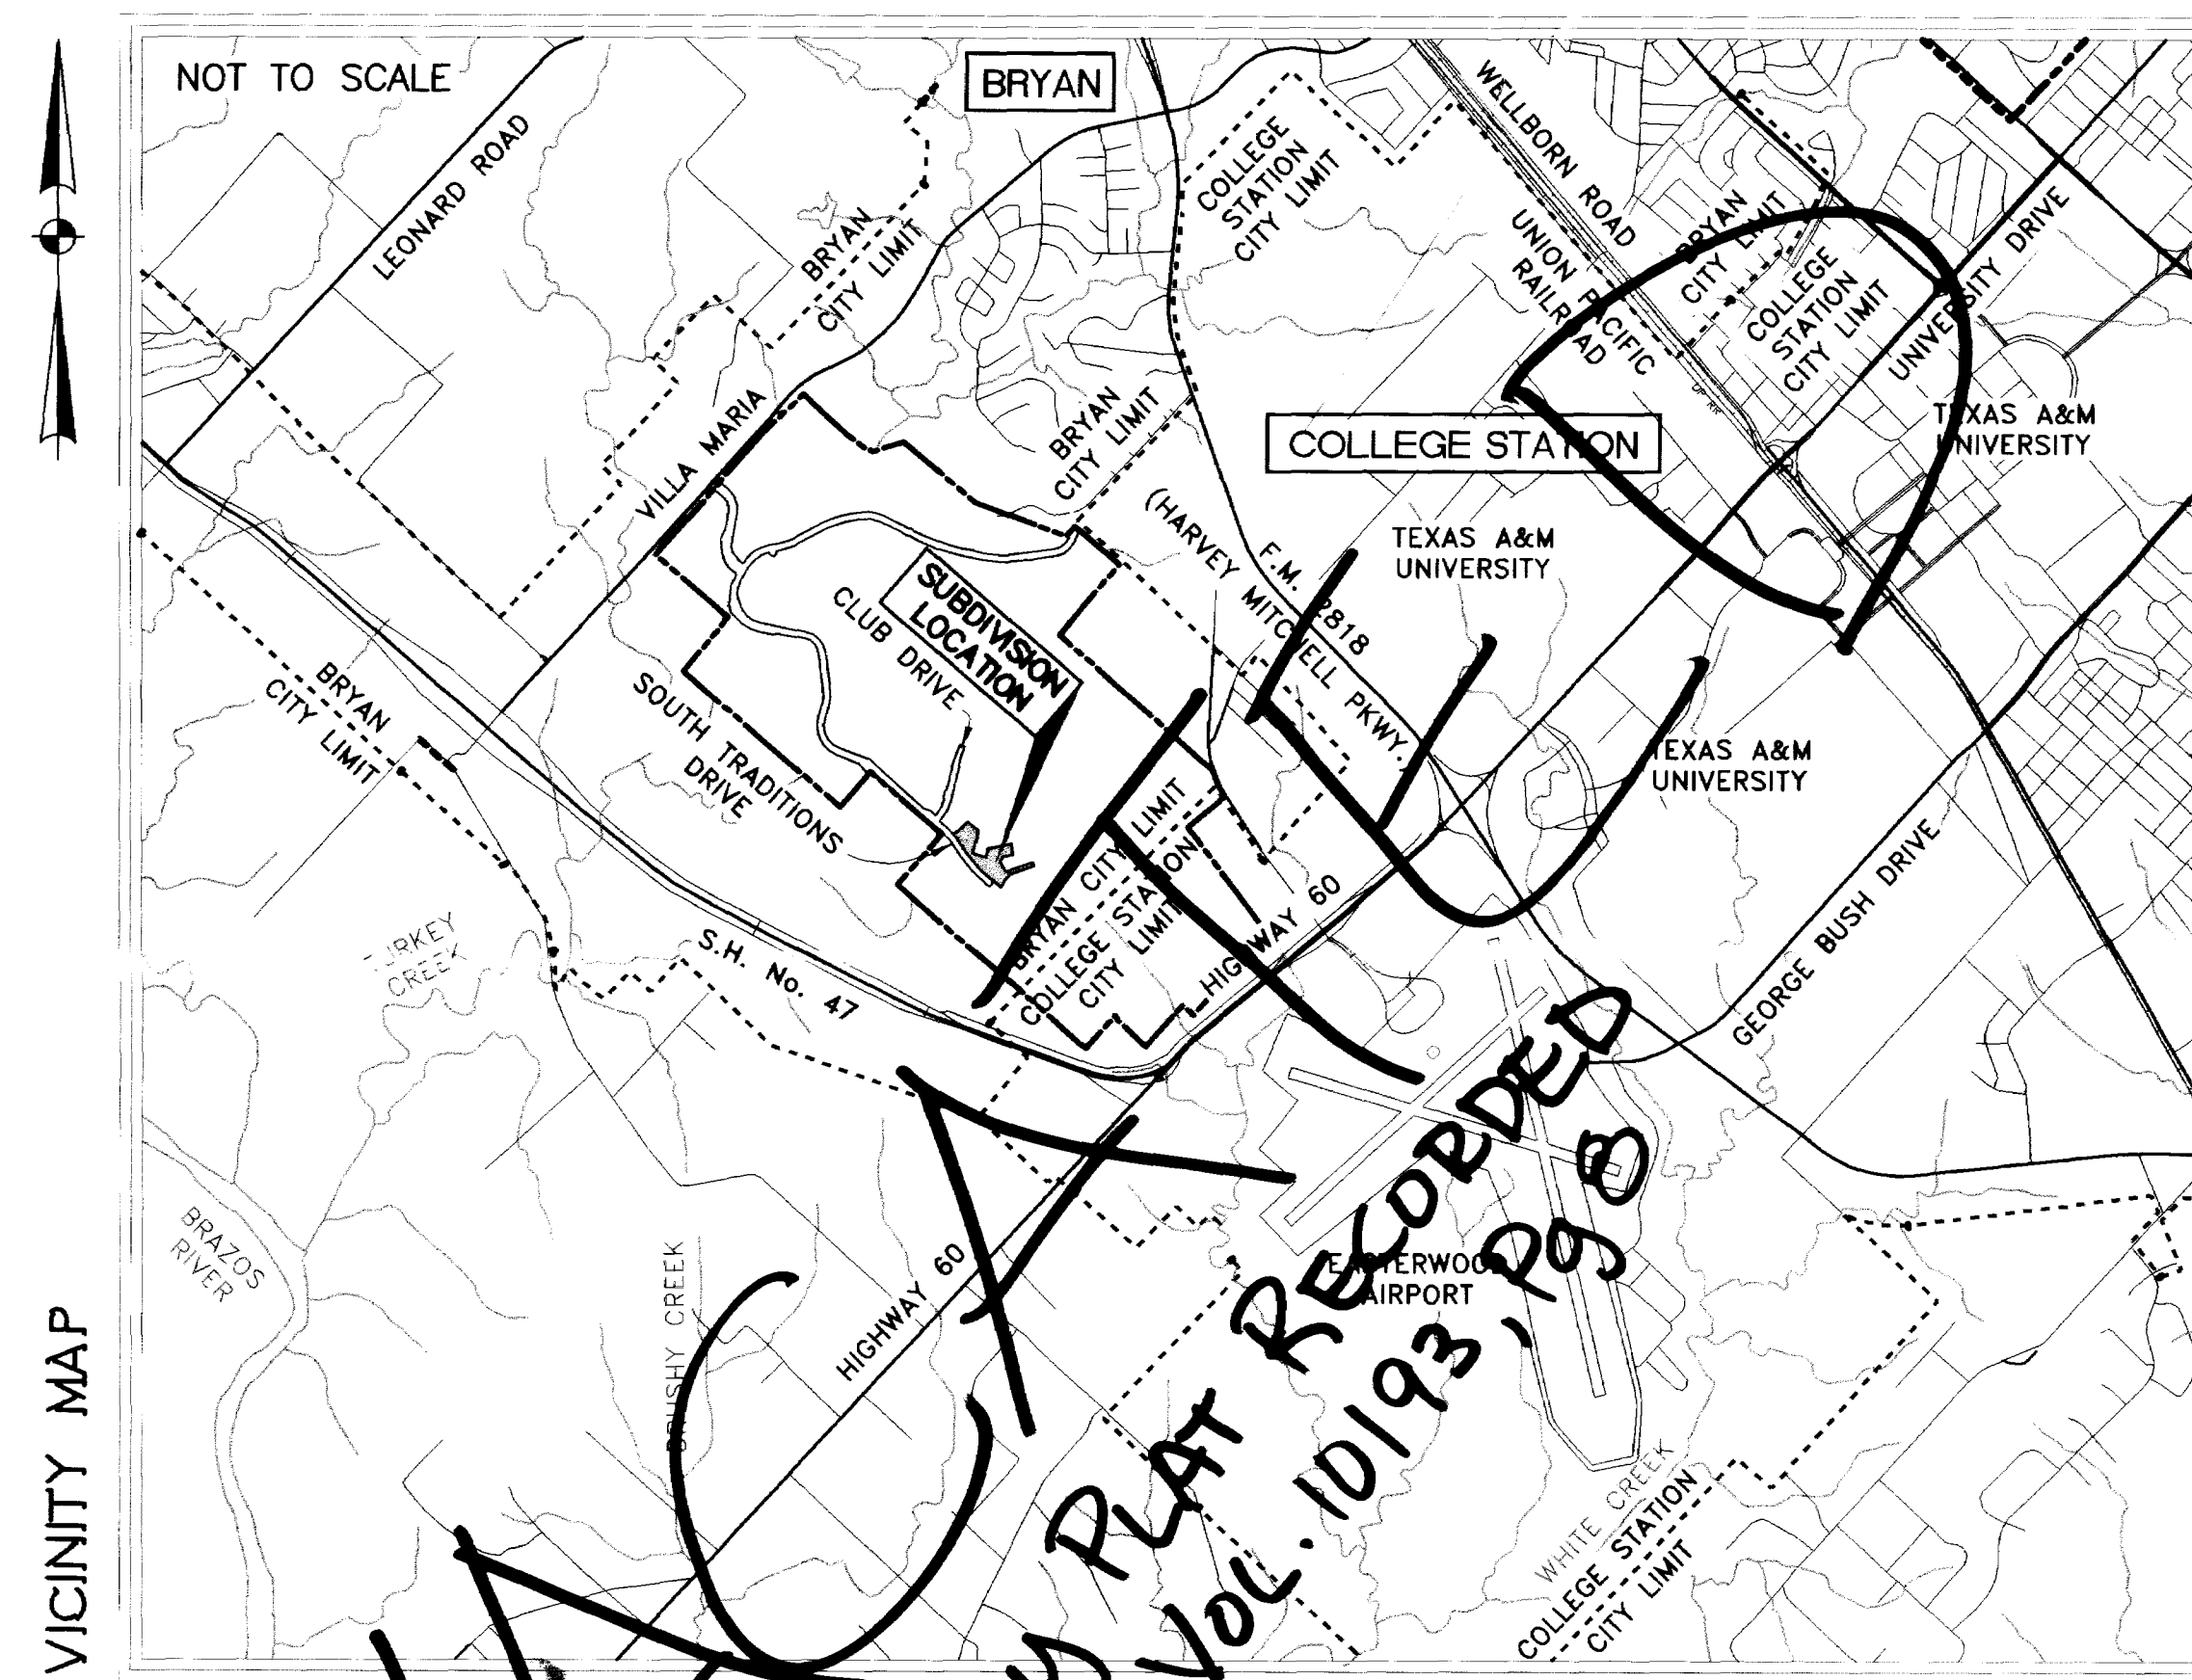 NOT TO SCALE
BRYAN
LEONARD ROAD
BRYAN
CITY LIMIT
COLLEGE
STATION
CITY LIMIT
WELLBORN ROAD
UNION PACIFIC
RAILROAD
BRYAN
CITY LIMIT
COLLEGE
STATION
CITY LIMIT
UNIVERSITY DRIVE
UP RR
TEXAS A&M
UNIVERSITY
VILLA MARIA
BRYAN
CITY LIMIT
COLLEGE STATION
(HARVEY MITCHELL PKWY.)
F.M. 2818
TEXAS A&M
UNIVERSITY
SUBDIVISION
LOCATION
CLUB DRIVE
SOUTH TRADITIONS
DRIVE
BRYAN
CITY LIMIT
TEXAS A&M
UNIVERSITY
BRYAN CITY LIMIT
COLLEGE STATION
CITY LIMIT
HIGHWAY 60
GEORGE BUSH DRIVE
TURKEY
CREEK
S.H. No. 47
BRAZOS
RIVER
BRUSHY CREEK
HIGHWAY 60
EASTERWOOD
AIRPORT
WHITE CREEK
COLLEGE STATION
CITY LIMIT
VICINITY MAP
PLAT RECORDED
VOL. 10193, Pg 8